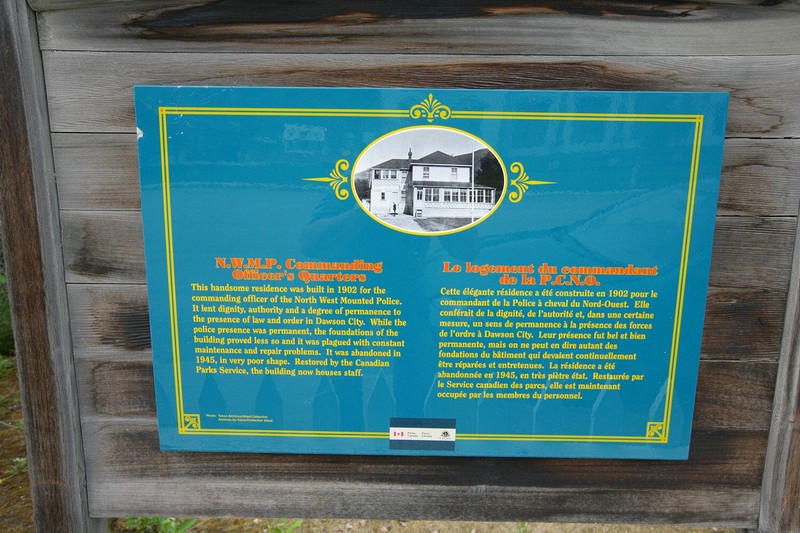 N.W.M.P. Commanding
Officer's Quarters
This handsome residence was built in 1902 for the
commanding officer of the North West Mounted Police.
It lent dignity, authority and a degree of permanence to
the presence of law and order in Dawson City. While the
police presence was permanent, the foundations of the
building proved less so and it was plagued with constant
maintenance and repair problems. It was abandoned in
1945, in very poor shape. Restored by the Canadian
Parks Service, the building now houses staff.
Le logement du commandant
de la P.C.N.O.
Cette élégante résidence a été construite en 1902 pour le
commandant de la Police à cheval du Nord-Ouest. Elle
conférait de la dignité, de l'autorité et, dans une certaine
mesure, un sens de permanence à la présence des forces
de l'ordre à Dawson City. Leur présence fut bel et bien
permanente, mais on ne peut en dire autant des
fondations du bâtiment qui devaient continuellement
être réparées et entretenues. La résidence a été
abandonnée en 1945, en très piètre état. Restaurée par
le Service canadien des parcs, elle est maintenant
occupée par les membres du personnel.
Parks Parcs
Canada Canada